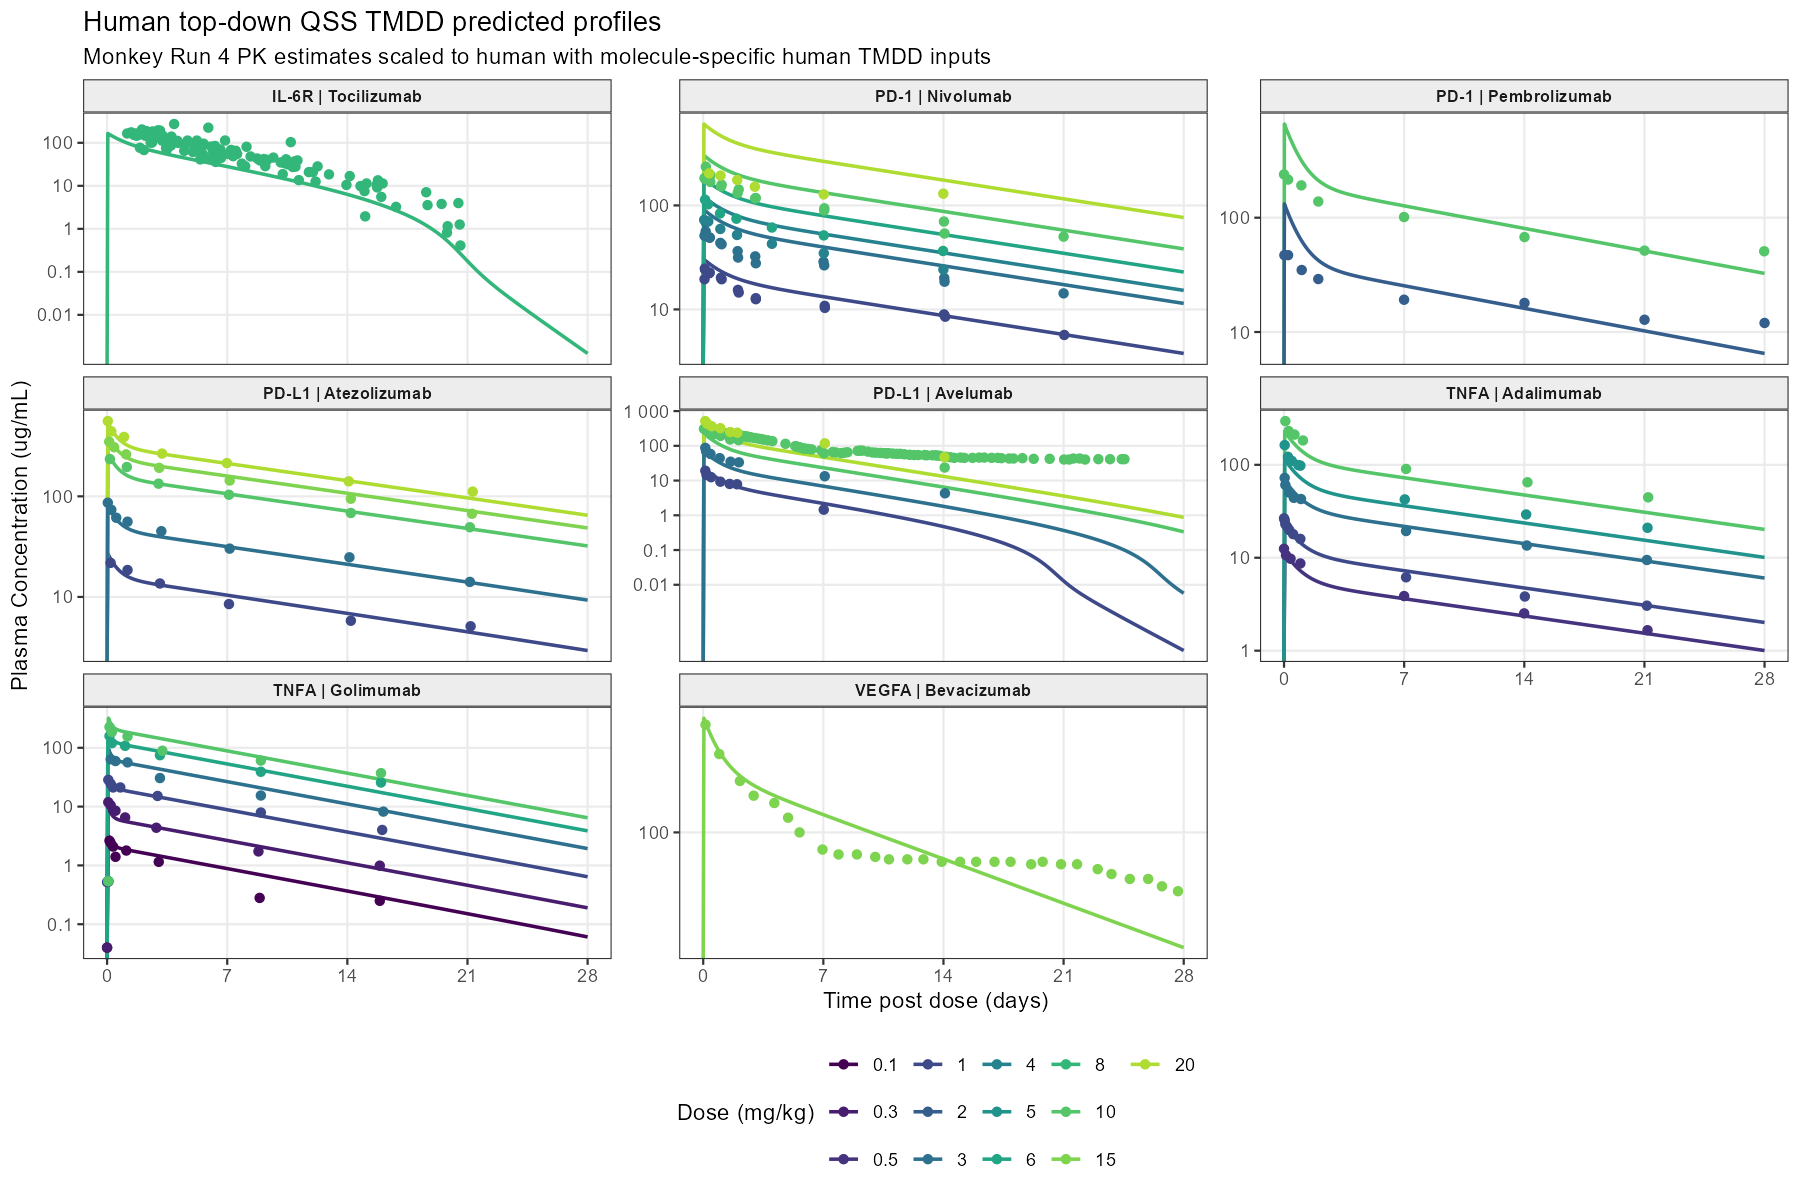 Human top-down QSS TMDD predicted profiles
Monkey Run 4 PK estimates scaled to human with molecule-specific human TMDD inputs
IL-6R | Tocilizumab
PD-1 | Nivolumab
PD-1 | Pembrolizumab
100
10
1
0.1
0.01
100
10
100
10
PD-L1 | Atezolizumab
PD-L1 | Avelumab
TNFA | Adalimumab
100
10
1 000
100
10
1
0.1
0.01
100
10
1
0 7 14 21 28
TNFA | Golimumab
VEGFA | Bevacizumab
100
10
1
0.1
100
0 7 14 21 28
0 7 14 21 28
Plasma Concentration (ug/mL)
Time post dose (days)
Dose (mg/kg)
0.1 1 4 8 20
0.3 2 5 10
0.5 3 6 15